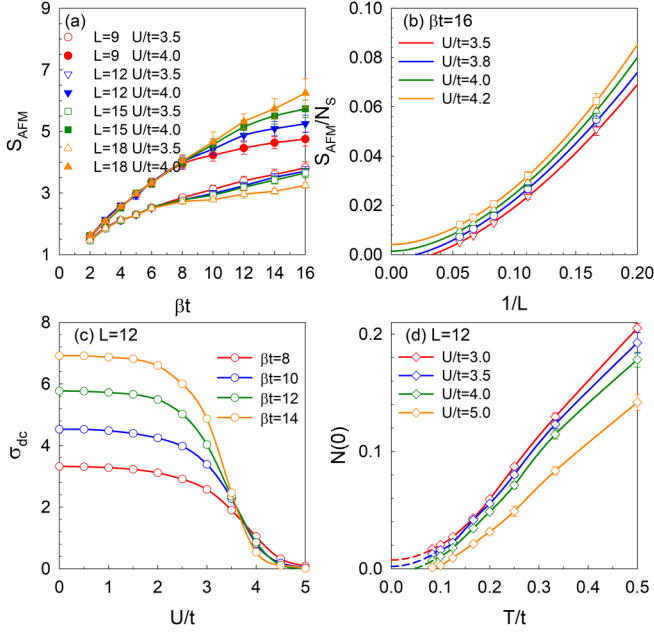 (a)
L=9 U/t=3.5
L=9 U/t=4.0
L=12 U/t=3.5
L=12 U/t=4.0
L=15 U/t=3.5
L=15 U/t=4.0
L=18 U/t=3.5
L=18 U/t=4.0
S_AFM
9
7
5
3
1
0 2 4 6 8 10 12 14 16
βt
(b) βt=16
U/t=3.5
U/t=3.8
U/t=4.0
U/t=4.2
S_AFM/N_S
0.10
0.08
0.06
0.04
0.02
0.00
0.00 0.05 0.10 0.15 0.20
1/L
(c) L=12
βt=8
βt=10
βt=12
βt=14
σ_dc
8
6
4
2
0
0 1 2 3 4 5
U/t
(d) L=12
U/t=3.0
U/t=3.5
U/t=4.0
U/t=5.0
N(0)
0.2
0.1
0.0
0.0 0.1 0.2 0.3 0.4 0.5
T/t